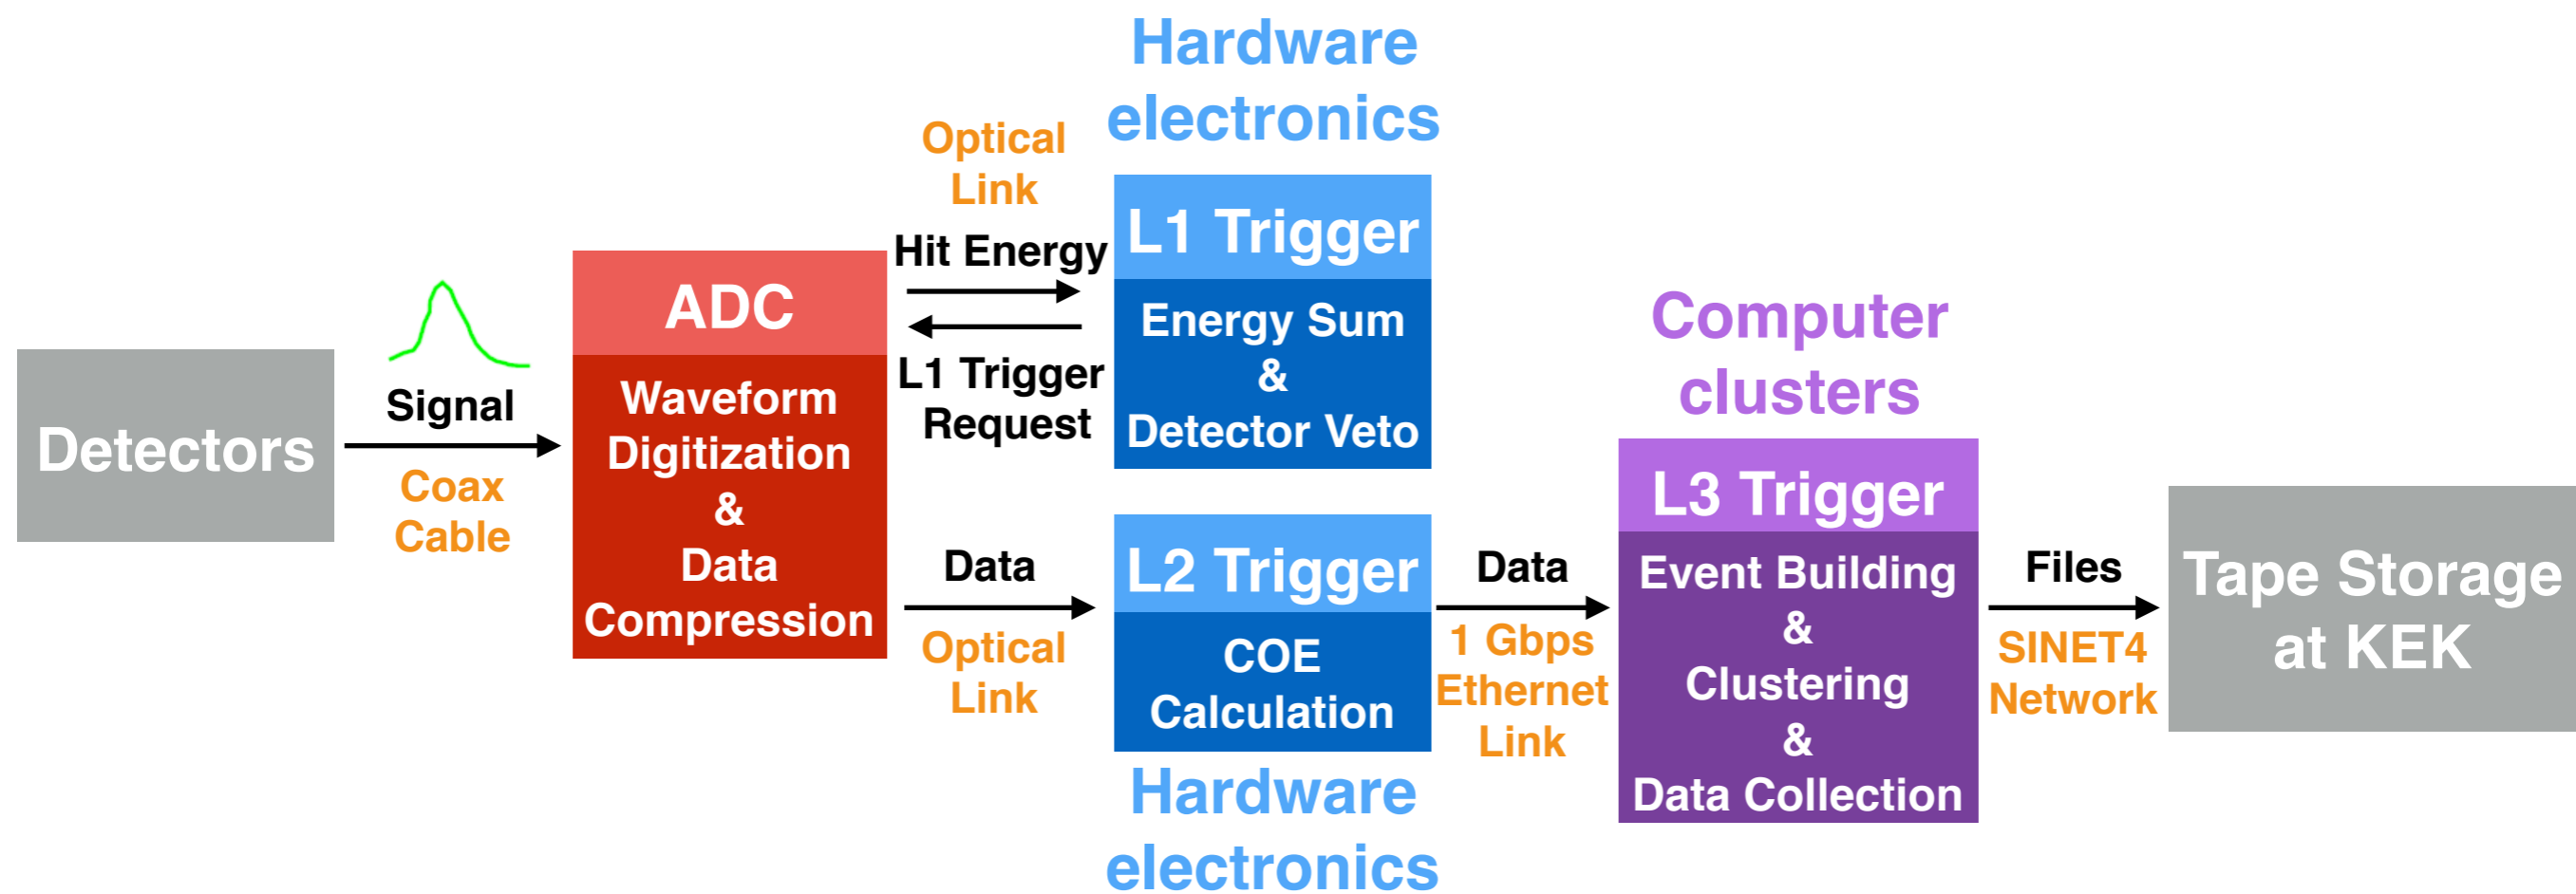 Detectors
Signal
Coax
Cable
ADC
Waveform
Digitization
&
Data
Compression
Optical
Link
Hit Energy
L1 Trigger
Request
Hardware
electronics
L1 Trigger
Energy Sum
&
Detector Veto
Data
Optical
Link
L2 Trigger
COE
Calculation
Hardware
electronics
Data
1 Gbps
Ethernet
Link
Computer
clusters
L3 Trigger
Event Building
&
Clustering
&
Data Collection
Files
SINET4
Network
Tape Storage
at KEK